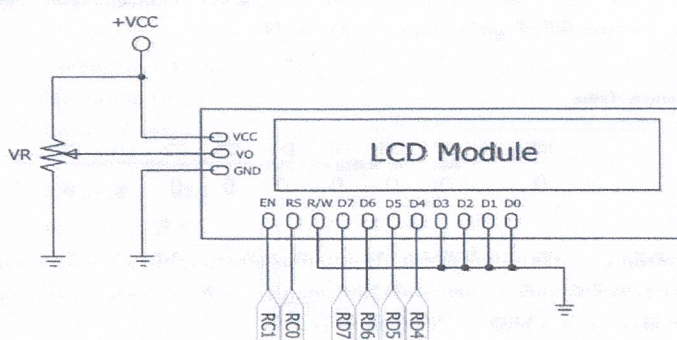 +VCC
VCC
VR
VO
LCD Module
GND
EN RS R/W D7 D6 D5 D4 D3 D2 D1 D0
RC1 RC0 RD7 RD6 RD5 RD4